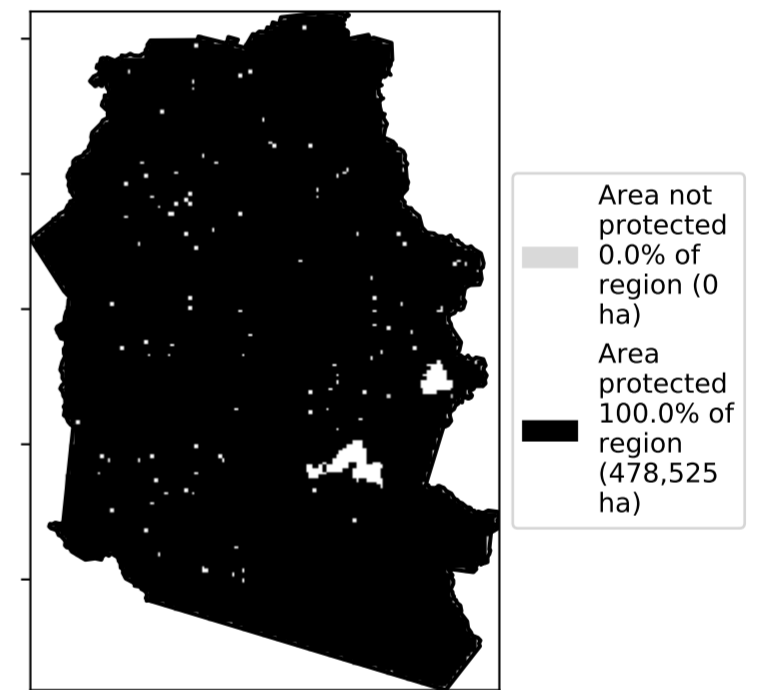 Area not
protected
0.0% of
region (0
ha)
Area
protected
100.0% of
region
(478,525
ha)